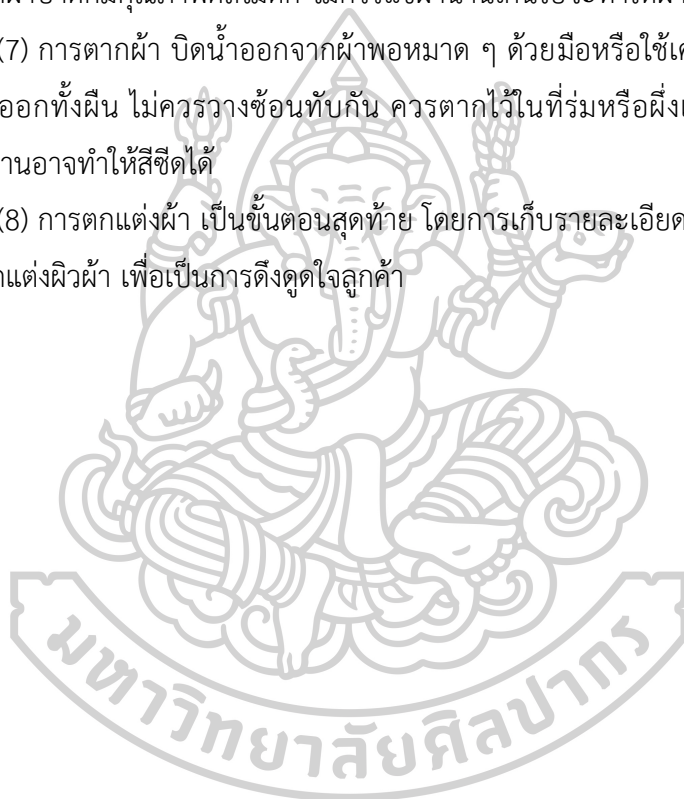 (7) การตากผ้า บิดน้ำออกจากผ้าพอหมาด ๆ ด้วยมือหรือใช้เค
ออกทั้งผืน ไม่ควรวางซ้อนทับกัน ควรตากไว้ในที่ร่มหรือผึ่งแ
านอาจทำให้สีซีดได้
(8) การตกแต่งผ้า เป็นขั้นตอนสุดท้าย โดยการเก็บรายละเอียด
แต่งผิวผ้า เพื่อเป็นการดึงดูดใจลูกค้า
มหาวิทยาลัยศิลปากร